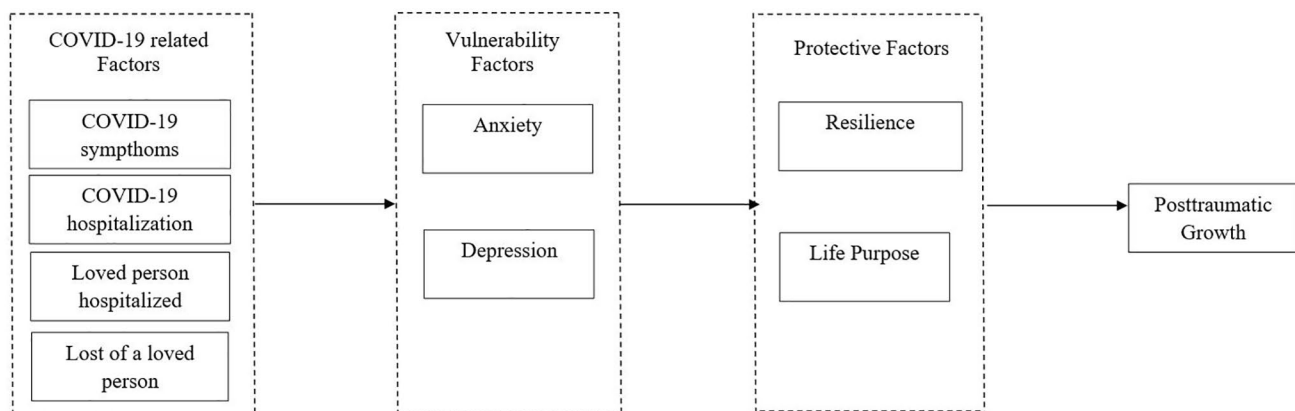 COVID-19 related
Factors
COVID-19
sympthoms
COVID-19
hospitalization
Loved person
hospitalized
Lost of a loved
person
Vulnerability
Factors
Anxiety
Depression
Protective Factors
Resilience
Life Purpose
Posttraumatic
Growth